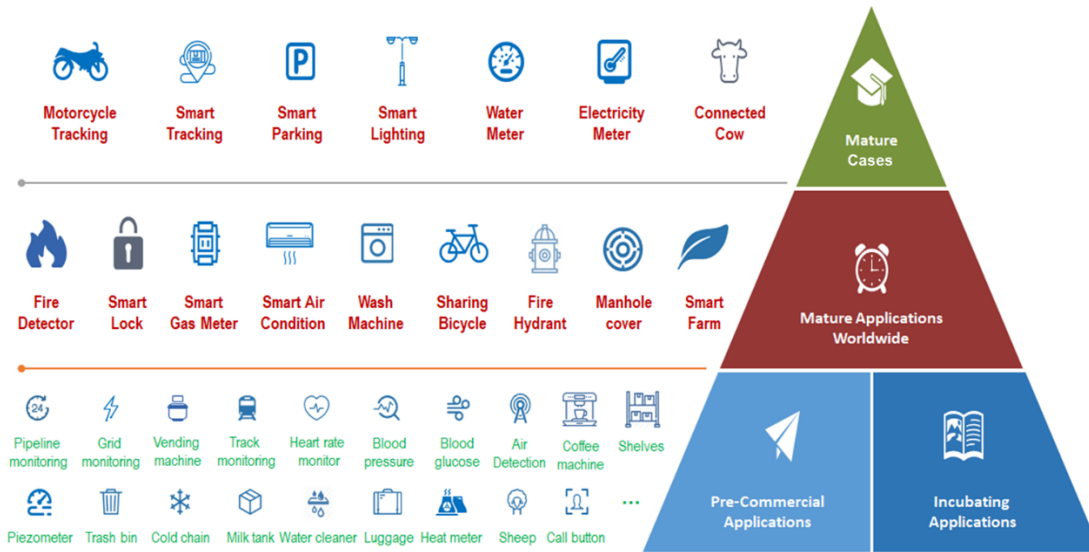 Motorcycle
Tracking
Smart
Tracking
P
Smart
Parking
Smart
Lighting
Water
Meter
Electricity
Meter
Connected
Cow
Mature
Cases
Fire
Detector
Smart
Lock
Smart
Gas Meter
Smart Air
Condition
Wash
Machine
Sharing
Bicycle
Fire
Hydrant
Manhole
cover
Smart
Farm
Mature Applications
Worldwide
24
Pipeline
monitoring
Grid
monitoring
Vending
machine
Track
monitoring
Heart rate
monitor
Blood
pressure
Blood
glucose
Air
Detection
Coffee
machine
Shelves
Piezometer
Trash bin
Cold chain
Milk tank
Water cleaner
Luggage
Heat meter
Sheep
Call button
...
Pre-Commercial
Applications
Incubating
Applications